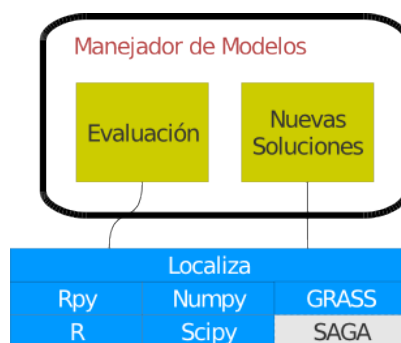 Manejador de Modelos
Evaluación
Nuevas
Soluciones
Localiza
Rpy Numpy GRASS
R Scipy SAGA